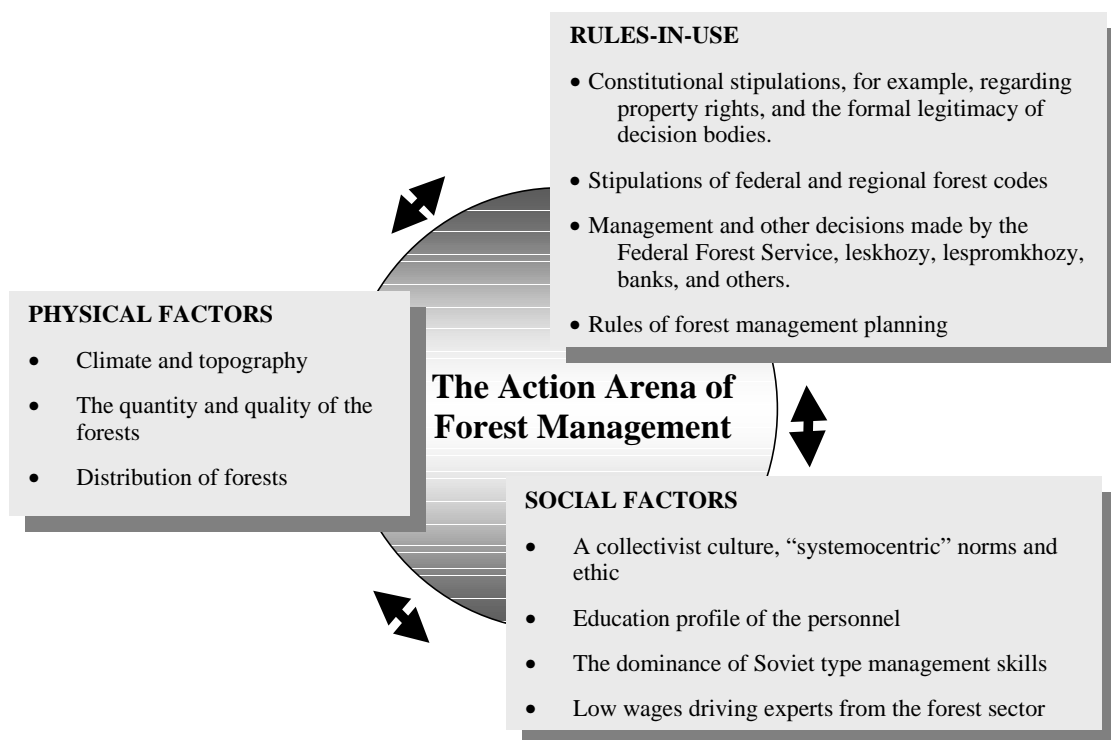 RULES-IN-USE
• Constitutional stipulations, for example, regarding
property rights, and the formal legitimacy of
decision bodies.
• Stipulations of federal and regional forest codes
• Management and other decisions made by the
Federal Forest Service, leskhozy, lespromkhozy,
banks, and others.
• Rules of forest management planning
PHYSICAL FACTORS
• Climate and topography
• The quantity and quality of the
forests
• Distribution of forests
The Action Arena of
Forest Management
SOCIAL FACTORS
• A collectivist culture, “systemocentric” norms and
ethic
• Education profile of the personnel
• The dominance of Soviet type management skills
• Low wages driving experts from the forest sector